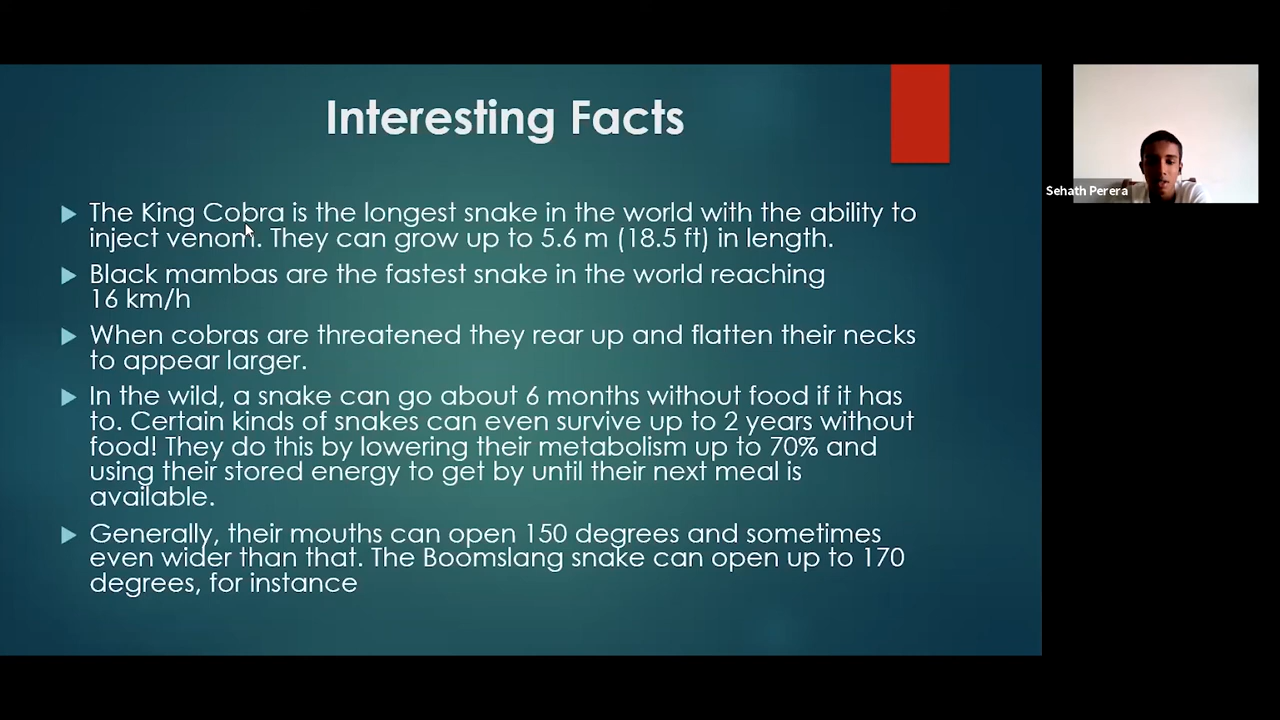 Interesting Facts
The King Cobra is the longest snake in the world with the ability to
inject venom. They can grow up to 5.6 m (18.5 ft) in length.
Black mambas are the fastest snake in the world reaching
16 km/h
When cobras are threatened they rear up and flatten their necks
to appear larger.
In the wild, a snake can go about 6 months without food if it has
to. Certain kinds of snakes can even survive up to 2 years without
food! They do this by lowering their metabolism up to 70% and
using their stored energy to get by until their next meal is
available.
Generally, their mouths can open 150 degrees and sometimes
even wider than that. The Boomslang snake can open up to 170
degrees, for instance
Sehath Perera